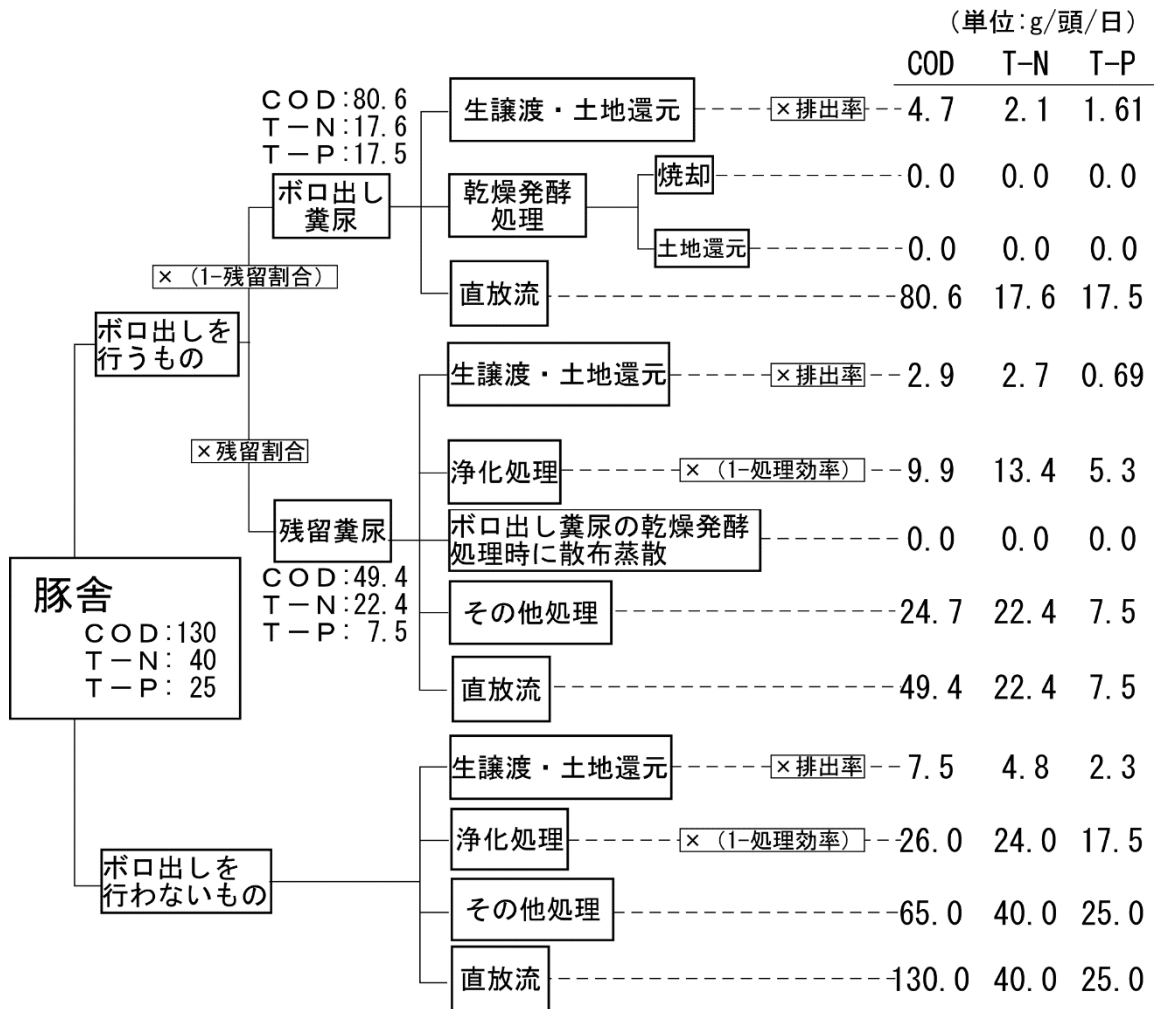 (単位:g/頭/日)
COD T-N T-P
COD:80.6
T-N:17.6
T-P:17.5
生譲渡・土地還元 ×排出率 4.7 2.1 1.61
ボロ出し
糞尿
乾燥発酵
処理
焼却 0.0 0.0 0.0
土地還元 0.0 0.0 0.0
× (1-残留割合)
直放流 80.6 17.6 17.5
ボロ出しを
行うもの
生譲渡・土地還元 ×排出率 2.9 2.7 0.69
×残留割合
浄化処理 × (1-処理効率) 9.9 13.4 5.3
残留糞尿
ボロ出し糞尿の乾燥発酵
処理時に散布蒸散 0.0 0.0 0.0
COD:49.4
T-N:22.4
T-P: 7.5
その他処理 24.7 22.4 7.5
豚舎
COD:130
T-N: 40
T-P: 25
直放流 49.4 22.4 7.5
生譲渡・土地還元 ×排出率 7.5 4.8 2.3
浄化処理 × (1-処理効率) 26.0 24.0 17.5
ボロ出しを
行わないもの
その他処理 65.0 40.0 25.0
直放流 130.0 40.0 25.0